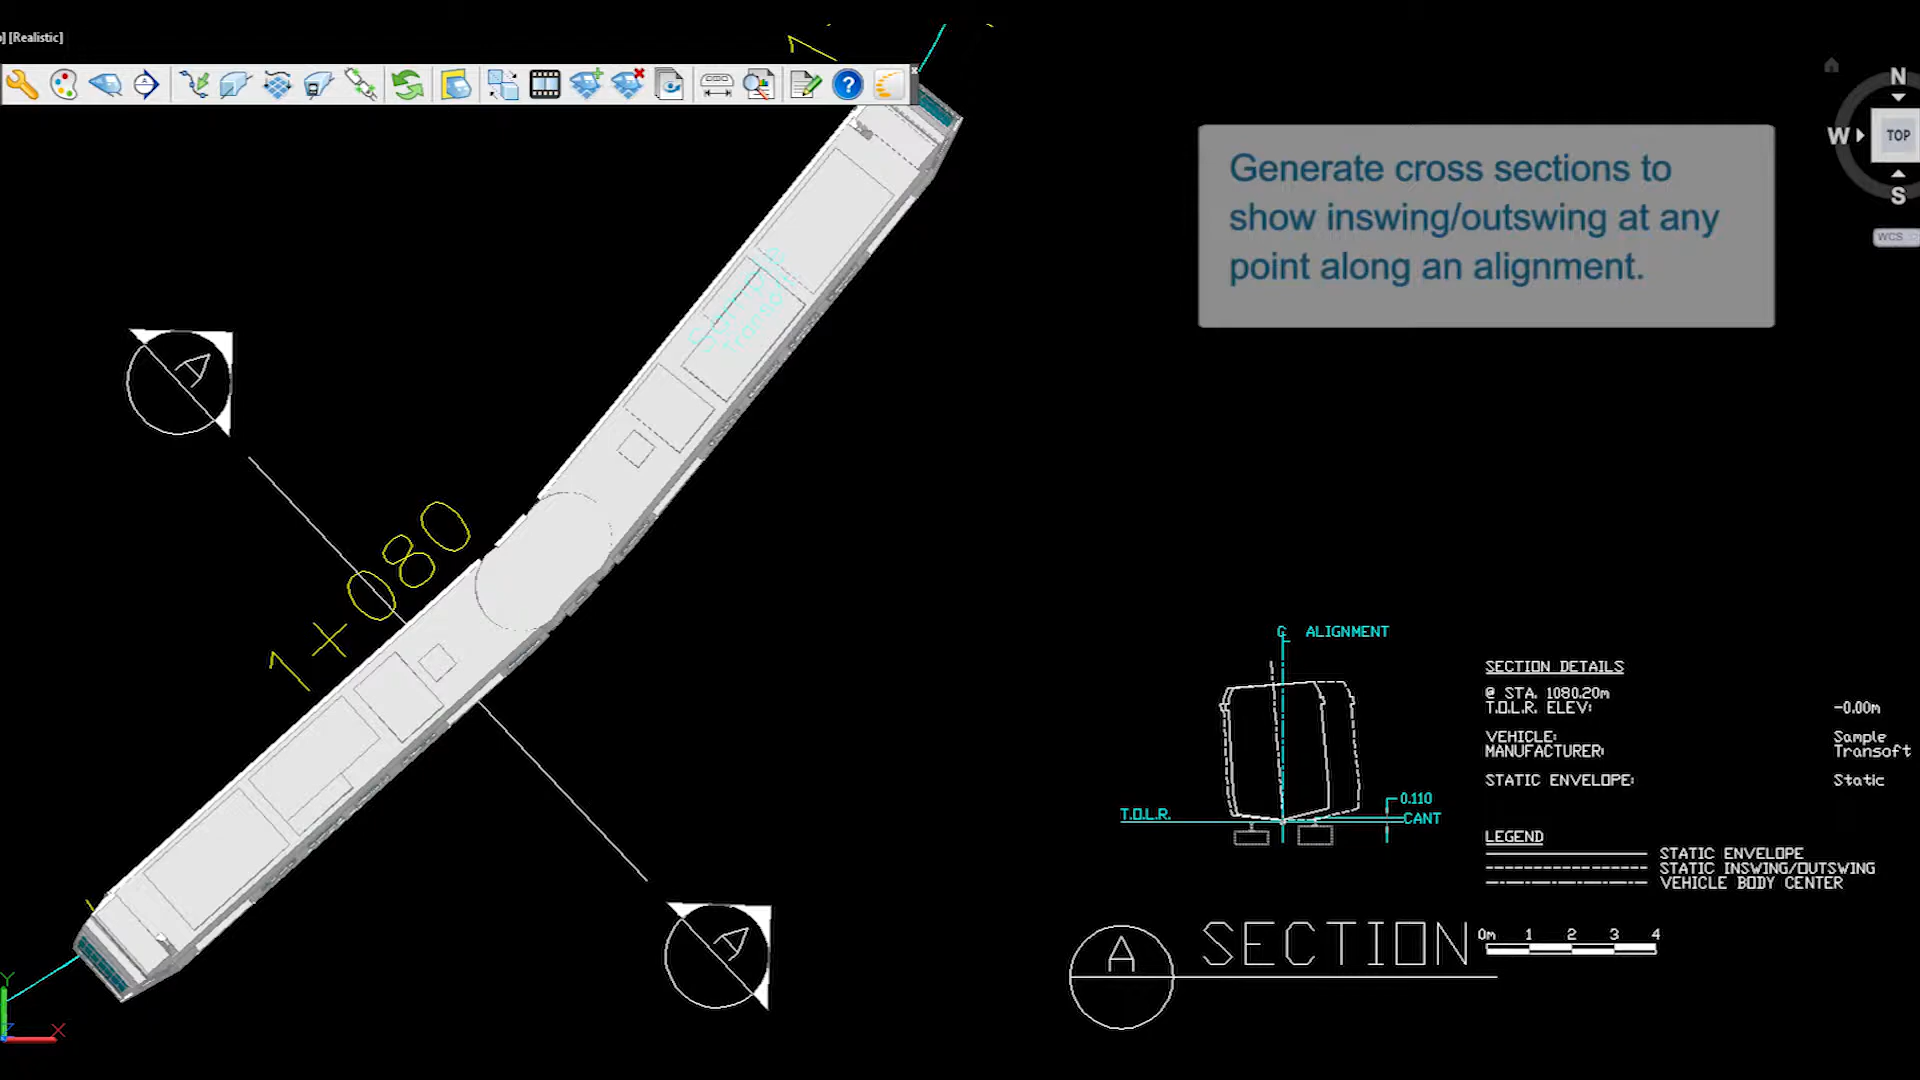 ] [Realistic]
Generate cross sections to
show inswing/outswing at any
point along an alignment.
N
W
TOP
S
WCS
A
1+080
Sample
Transoft
A
Y
Z
X
C ALIGNMENT
T.O.L.R.
0.110
CANT
SECTION DETAILS
@ STA. 1080.20m
T.O.L.R. ELEV: -0.00m
VEHICLE: Sample
MANUFACTURER: Transoft
STATIC ENVELOPE: Static
LEGEND
STATIC ENVELOPE
STATIC INSWING/OUTSWING
VEHICLE BODY CENTER
A SECTION
0m 1 2 3 4